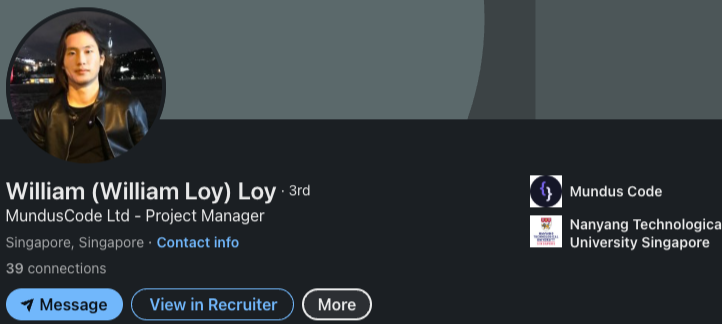 William (William Loy) Loy · 3rd
MundusCode Ltd - Project Manager
Singapore, Singapore · Contact info
39 connections
Message
View in Recruiter
More
Mundus Code
Nanyang Technologica
University Singapore